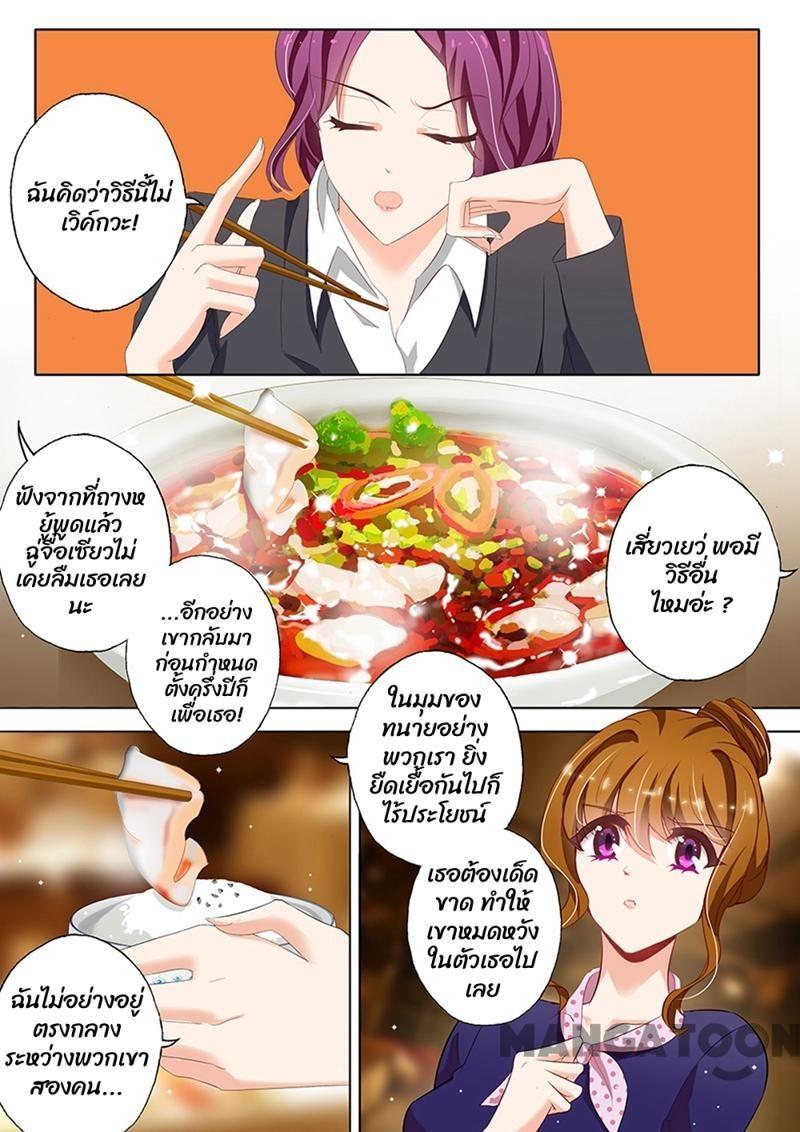 ฉันคิดว่าวิธีนี้ไม่
เวิค์กวะ!
ฟังจากที่ถางห
ยู้พูดแล้ว
ฉู่จือเซียวไม่
เคยลืมเธอเลย
นะ
...อีกอย่าง
เขากลับมา
ก่อนกำหนด
ตั้งครึ่งปีก็
เพื่อเธอ!
เสี่ยวเยว่ พอมี
วิธีอื่น
ไหมอ่ะ ?
ในมุมของ
ทนายอย่าง
พวกเรา ยิ่ง
ยืดเยื้อกันไปก็
ไร้ประโยชน์
เธอต้องเด็ด
ขาด ทำให้
เขาหมดหวัง
ในตัวเธอไป
เลย
ฉันไม่อย่างอยู่
ตรงกลาง
ระหว่างพวกเขา
สองคน...
MANGATOON